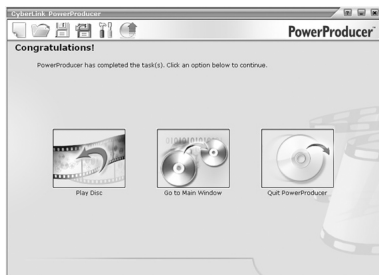 CyberLink PowerProducer
PowerProducer™
Congratulations!
PowerProducer has completed the task(s). Click an option below to continue.
Play Disc
Go to Main Window
Quit PowerProducer